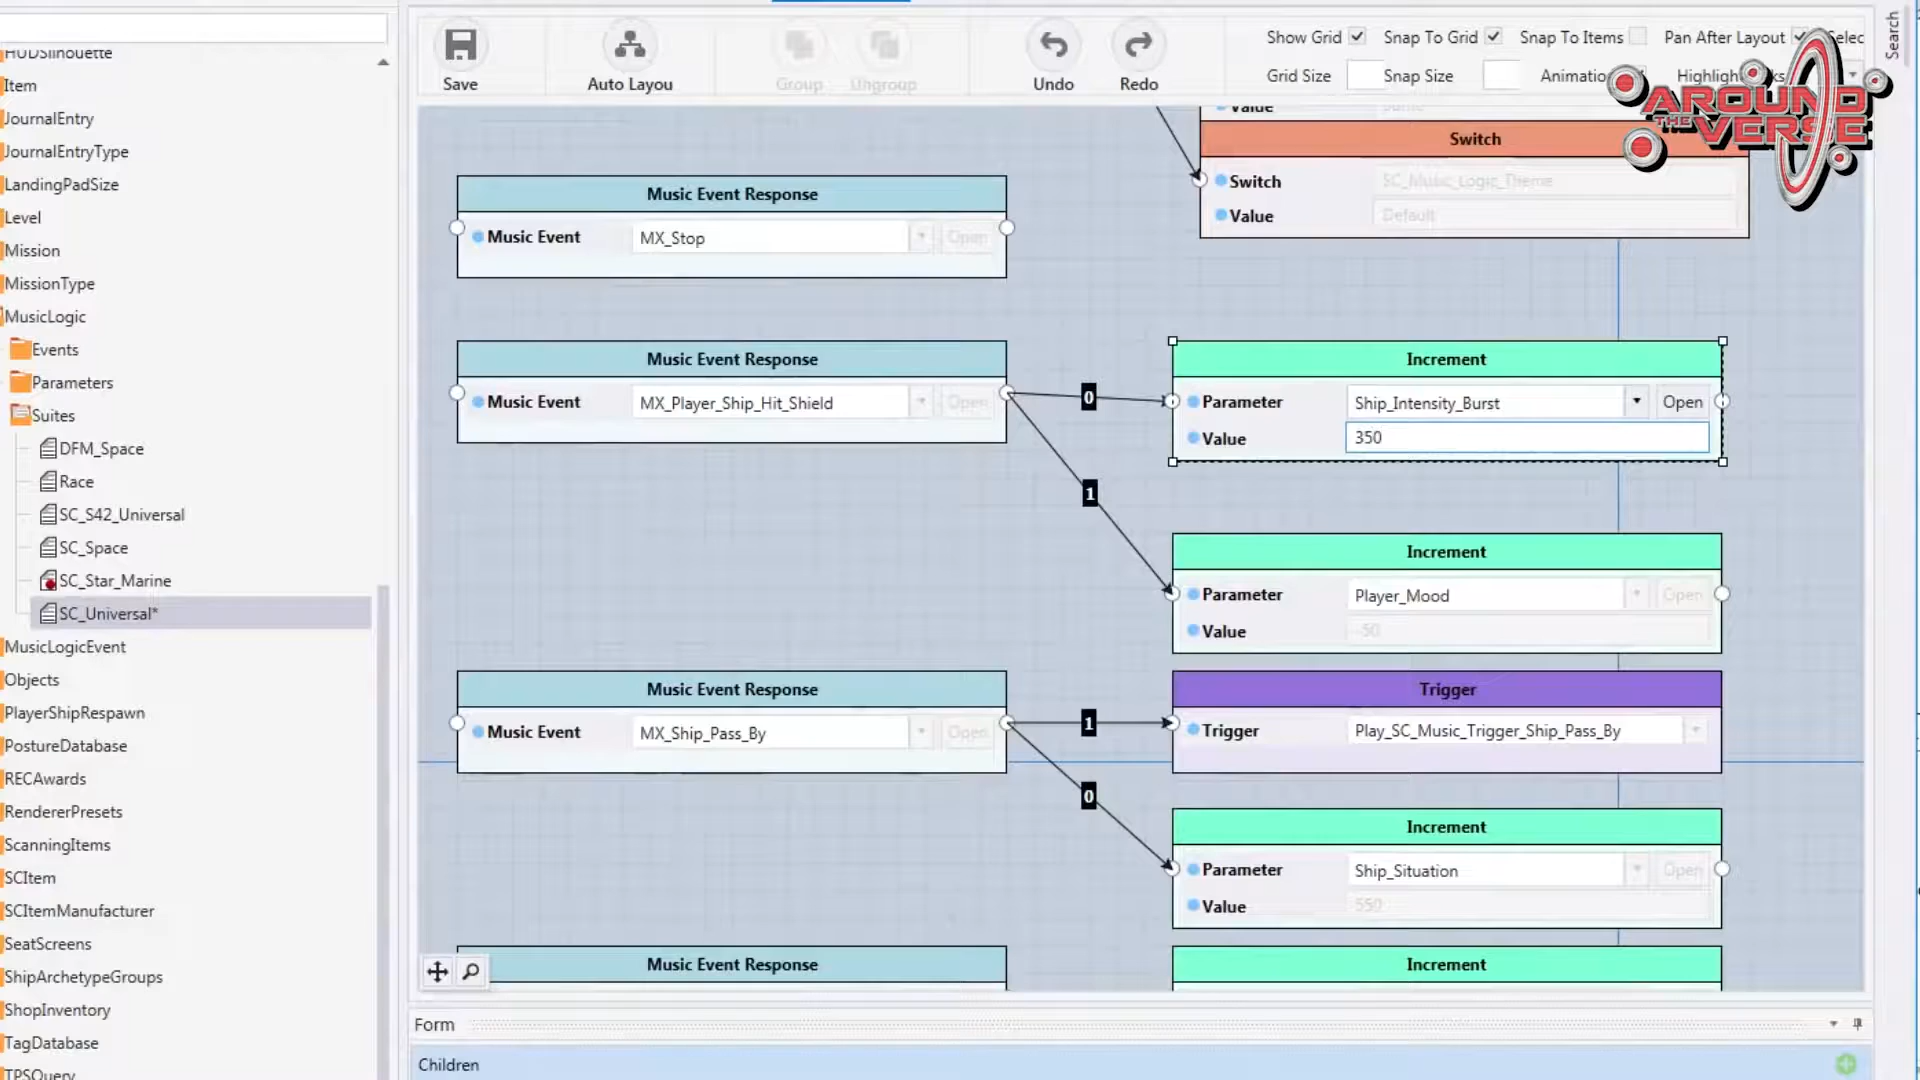 HUDSilhouette
Item
JournalEntry
JournalEntryType
LandingPadSize
Level
Mission
MissionType
MusicLogic
Events
Parameters
Suites
DFM_Space
Race
SC_S42_Universal
SC_Space
SC_Star_Marine
SC_Universal*
MusicLogicEvent
Objects
PlayerShipRespawn
PostureDatabase
RECAwards
RendererPresets
ScanningItems
SCItem
SCItemManufacturer
SeatScreens
ShipArchetypeGroups
ShopInventory
TagDatabase
TPSQuery
Save
Auto Layou
Group
Ungroup
Undo
Redo
Show Grid
Snap To Grid
Snap To Items
Pan After Layout
Selec
Grid Size
Snap Size
Animatio
Search
AROUND
THE VERSE
Value
Switch
Switch SC_Music_Logic_Theme
Value Default
Music Event Response
Music Event MX_Stop Open
Music Event Response
Music Event MX_Player_Ship_Hit_Shield Open
0
1
Increment
Parameter Ship_Intensity_Burst Open
Value 350
Increment
Parameter Player_Mood Open
Value -50
Music Event Response
Music Event MX_Ship_Pass_By Open
1
0
Trigger
Trigger Play_SC_Music_Trigger_Ship_Pass_By
Increment
Parameter Ship_Situation Open
Value 550
Music Event Response
Increment
Form
Children